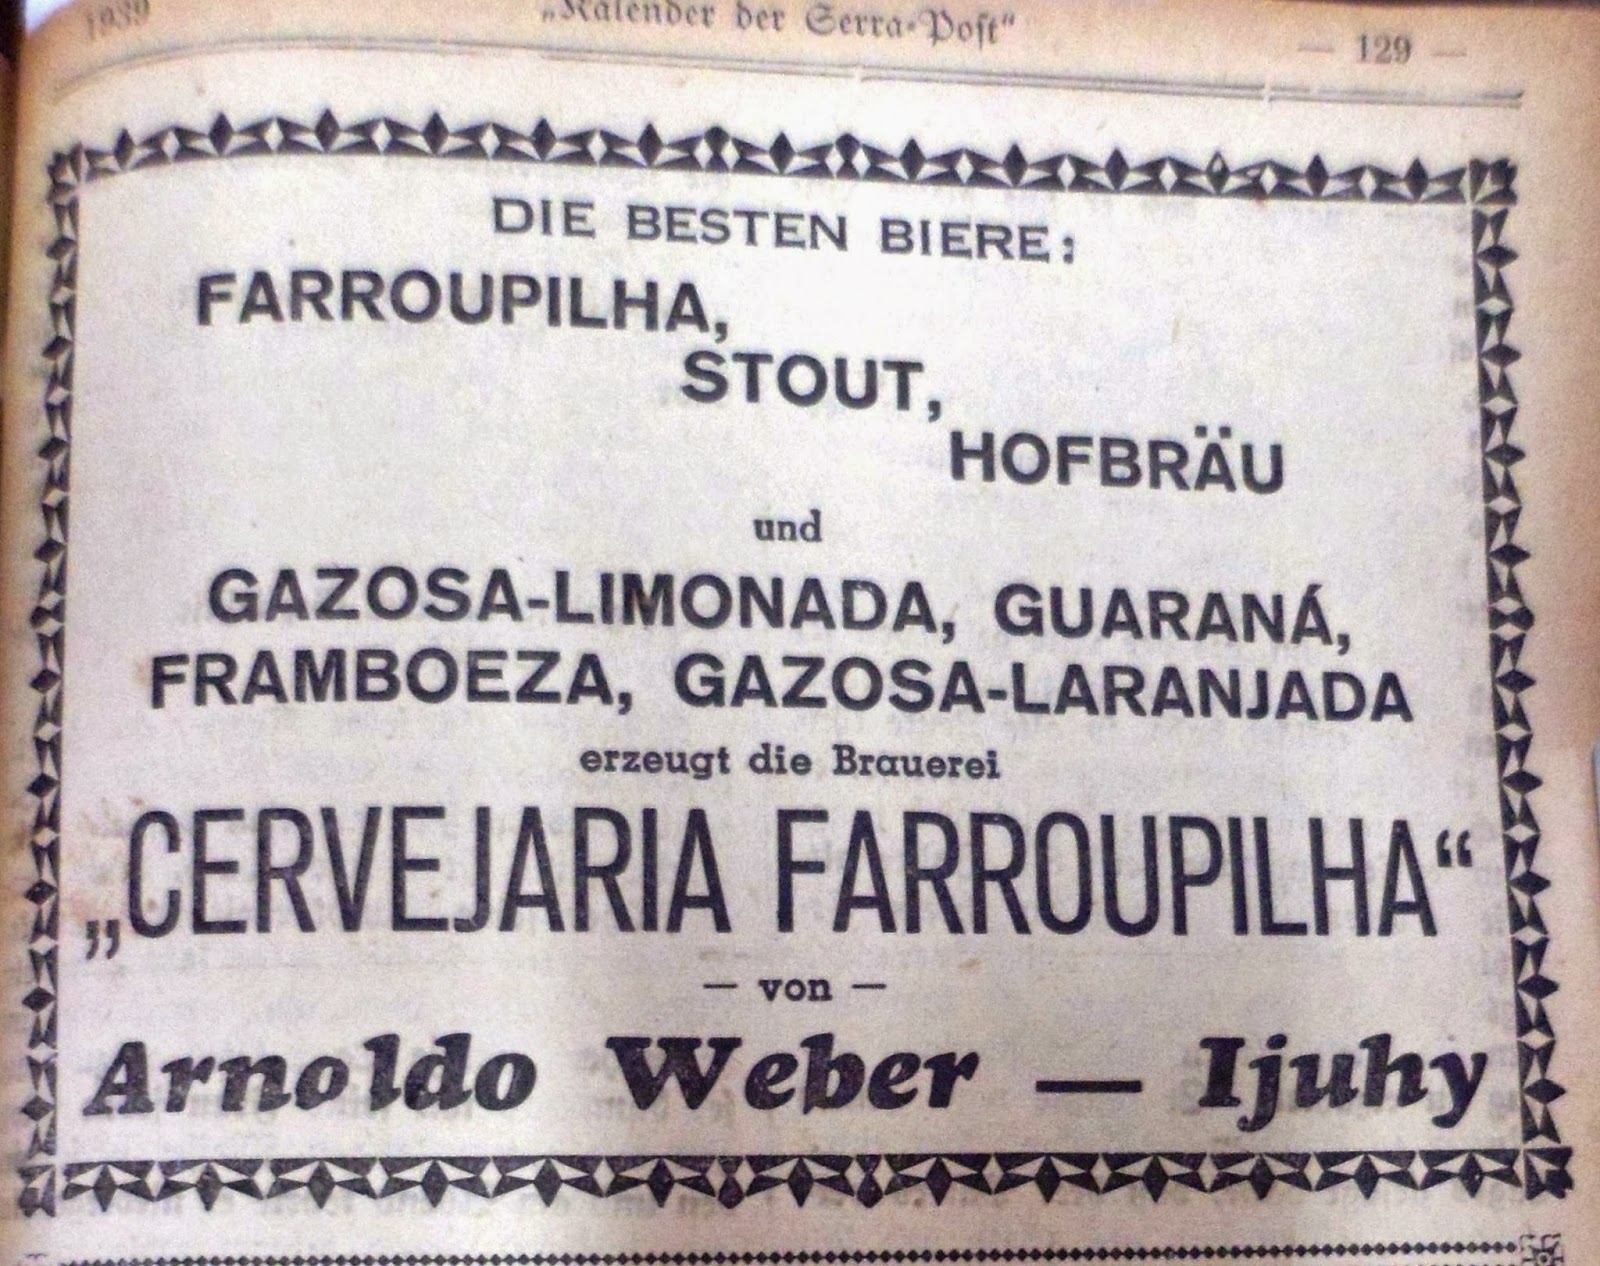 1939 „Kalender der Serra-Post“ — 129 —
DIE BESTEN BIERE:
FARROUPILHA,
STOUT,
HOFBRÄU
und
GAZOSA-LIMONADA, GUARANÁ,
FRAMBOEZA, GAZOSA-LARANJADA
erzeugt die Brauerei
„CERVEJARIA FARROUPILHA“
— von —
Arnoldo Weber — Ijuhy